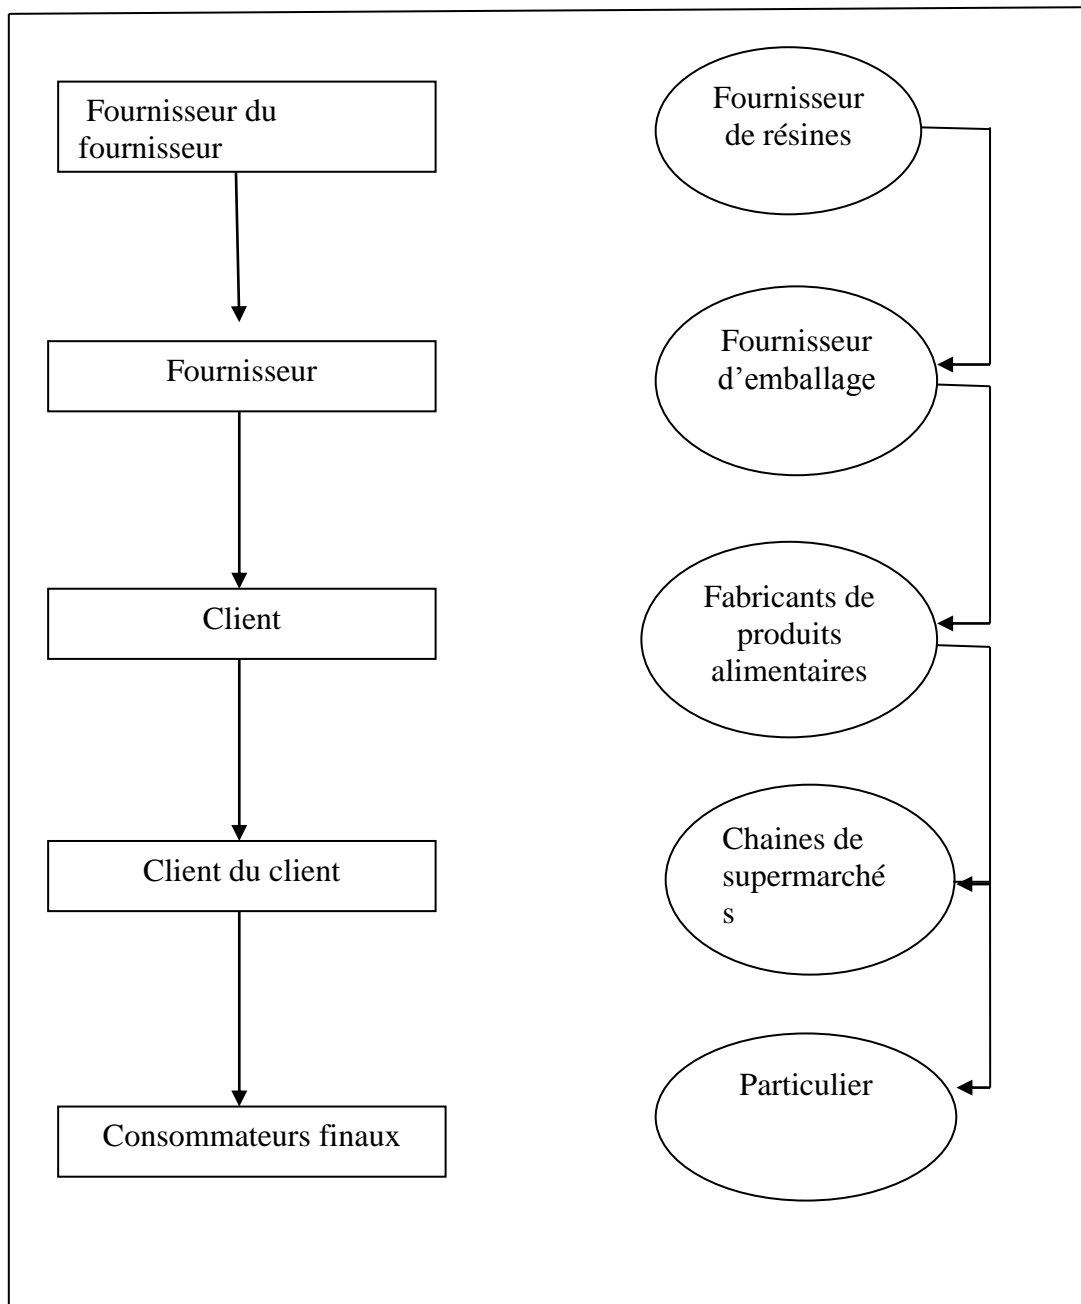 Fournisseur du
fournisseur
Fournisseur
de résines
Fournisseur
Fournisseur
d’emballage
Client
Fabricants de
produits
alimentaires
Client du client
Chaines de
supermarché
s
Consommateurs finaux
Particulier